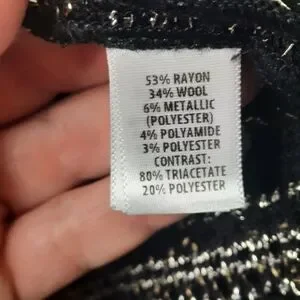 53% RAYON
34% WOOL
6% METALLIC
(POLYESTER)
4% POLYAMIDE
3% POLYESTER
CONTRAST:
80% TRIACETATE
20% POLYESTER